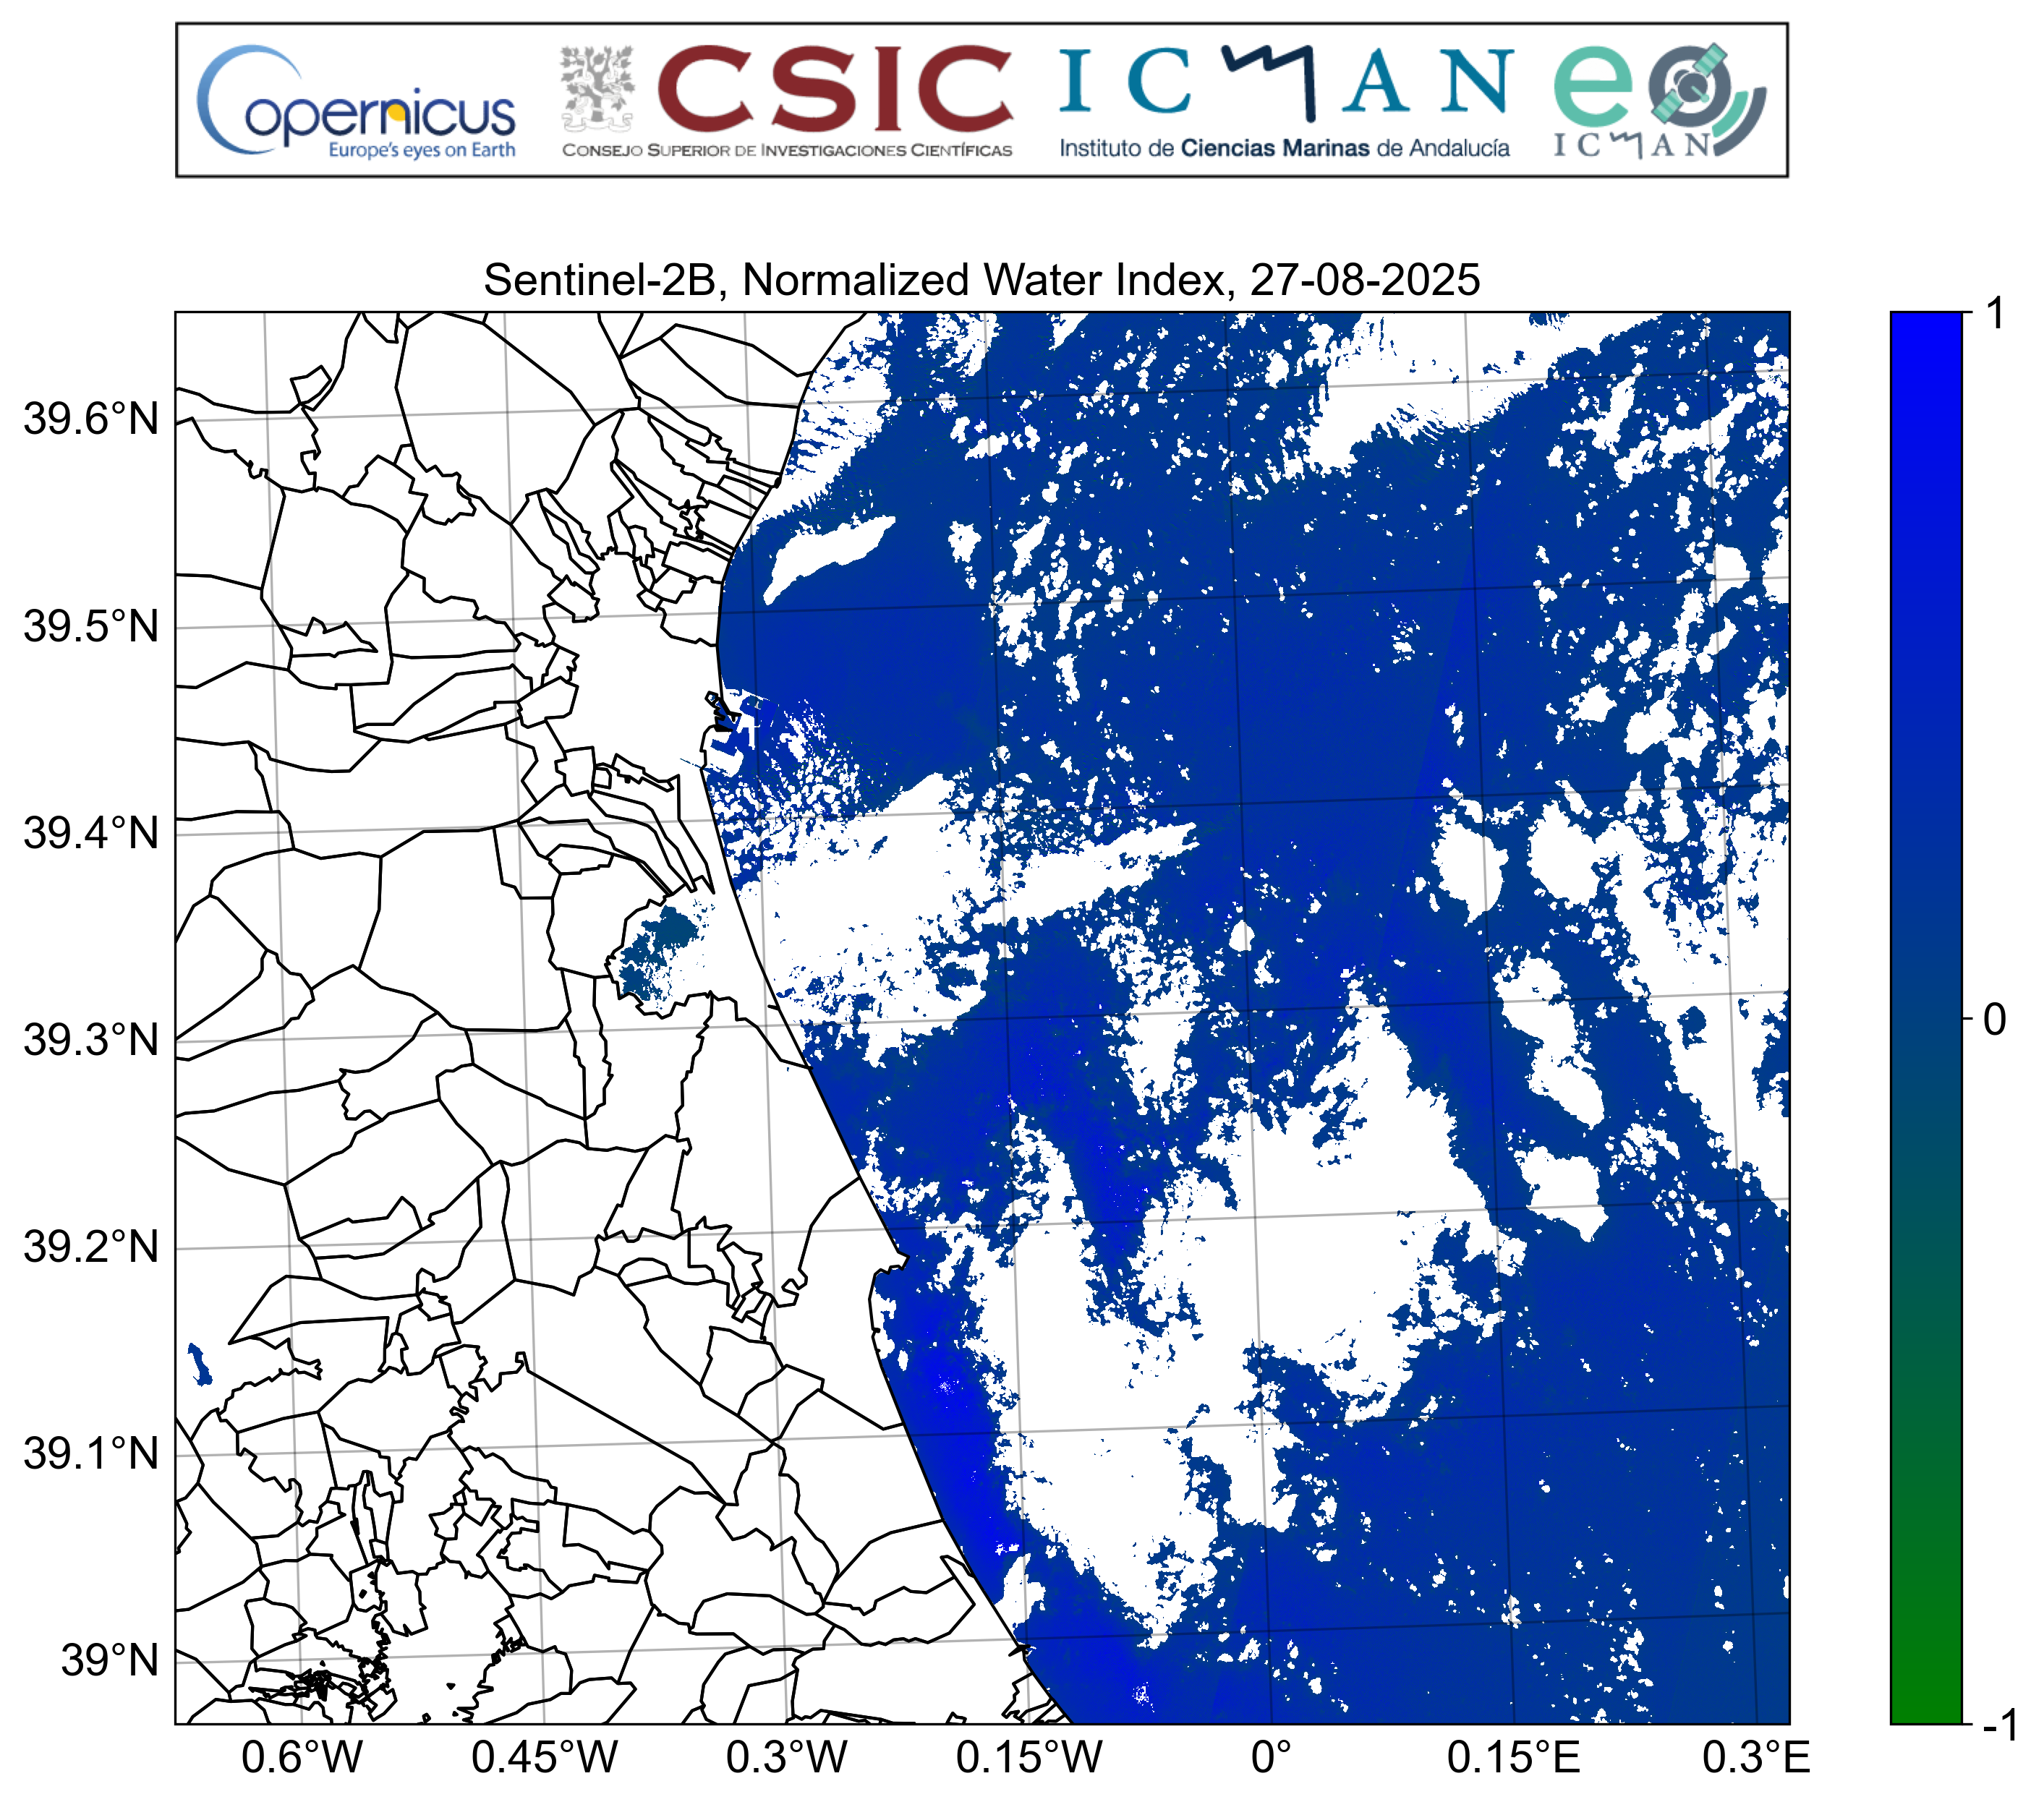 Copernicus
Europe's eyes on Earth
CSIC
CONSEJO SUPERIOR DE INVESTIGACIONES CIENTÍFICAS
ICMAN
Instituto de Ciencias Marinas de Andalucía
eo
ICMAN
Sentinel-2B, Normalized Water Index, 27-08-2025
39.6°N
39.5°N
39.4°N
39.3°N
39.2°N
39.1°N
39°N
0.6°W 0.45°W 0.3°W 0.15°W 0° 0.15°E 0.3°E
1
0
-1